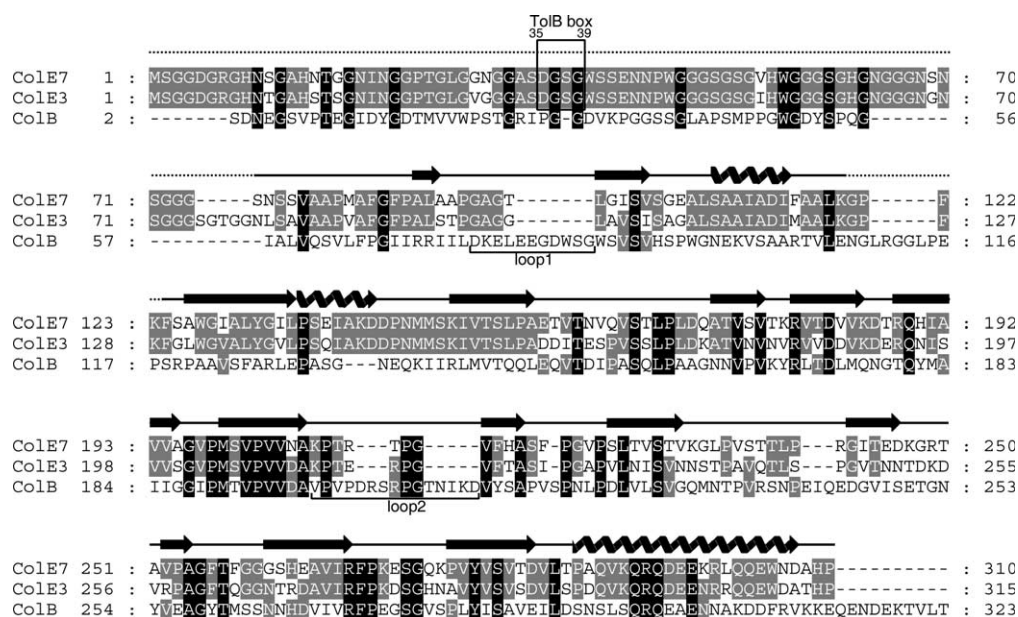 TolB box
35 39
ColE7 1 : MSGGDGRGHNSGAHNTGGNINGGPTGLGGNGGASDGSGWSSENNPWGGGSGSGVHWGGGSGHGNGGGNSN : 70
ColE3 1 : MSGGDGRGHNTGAHSTSGNINGGPTGLGVGGGASDGSGWSSENNPWGGGSGSGIHWGGGSGHGNGGGNGN : 70
ColB 2 : -------SDNEGSVPTEGIDYGDTMVVWPSTGRIPG-GDVKPGGSSGLAPSMPPGWGDYSPQG------- : 56
ColE7 71 : SGGG------SNSSVAAPMAFGFPALAAPGAGT-------LGISVSGEALSAAIADIFAALKGP----F : 122
ColE3 71 : SGGGSGTGGNLSAVAAPVAFGFPALSTPGAGG-------LAVSISAGALSAAIADIMAALKGP----F : 127
ColB 57 : ----------IALVQSVLFPGIIRRIILDKELEEGDWSGWSVSVHSPWGNEKVSAARTVLENGLRGGLPE : 116
loop1
ColE7 123 : KFSAWGIALYGILPSEIAKDDPNMMSKIVTSLPAETVTNVQVSTLPLDQATVSVTKRVTDVVKDTRQHIA : 192
ColE3 128 : KFGLWGVALYGVLPSQIAKDDPNMMSKIVTSLPADDITESPVSSLPLDKATVNVNVRVVDDVKDERQNIS : 197
ColB 117 : PSRPAAVSFARLEPASG---NEQKIIRLMVTQQLEQVTDIPASQLPAAGNNVPVKYRLTDLMQNGTQYMA : 183
ColE7 193 : VVAGVPMSVPVVNAKPTR---TPG-----VFHASF-PGVPSLTVSTVKGLPVSTTLP---RGITEDKGRT : 250
ColE3 198 : VVSGVPMSVPVVDAKPTE---RPG-----VFTASI-PGAPVLNISVNNSTPAVQTLS---PGVTNNTDKD : 255
ColB 184 : IIGGIPMTVPVVDAVPVPDRSRPGTNIKDVYSAPVSPNLPDLVLSVGQMNTPVRSNPEIQEDGVISETGN : 253
loop2
ColE7 251 : AVPAGFTFGGGSHEAVIRFPKESGQKPVYVSVTDVLTPAQVKQRQDEEKRLQQEWNDAHP---------- : 310
ColE3 256 : VRPAGFTQGGNTRDAVIRFPKDSGHNAVYVSVSDVLSPDQVKQRQDEENRRQQEWDATHP---------- : 315
ColB 254 : YVEAGYTMSSNNHDVIVRFPEGSGVSPLYISAVEILDSNSLSQRQEAENNAKDDFRVKKEQENDEKTVLT : 323